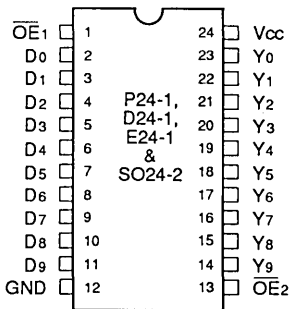 OE1 1 24 Vcc
D0 2 23 Y0
D1 3 22 Y1
D2 4 P24-1, 21 Y2
D3 5 D24-1, 20 Y3
D4 6 E24-1 19 Y4
D5 7 & 18 Y5
D6 8 SO24-2 17 Y6
D7 9 16 Y7
D8 10 15 Y8
D9 11 14 Y9
GND 12 13 OE2